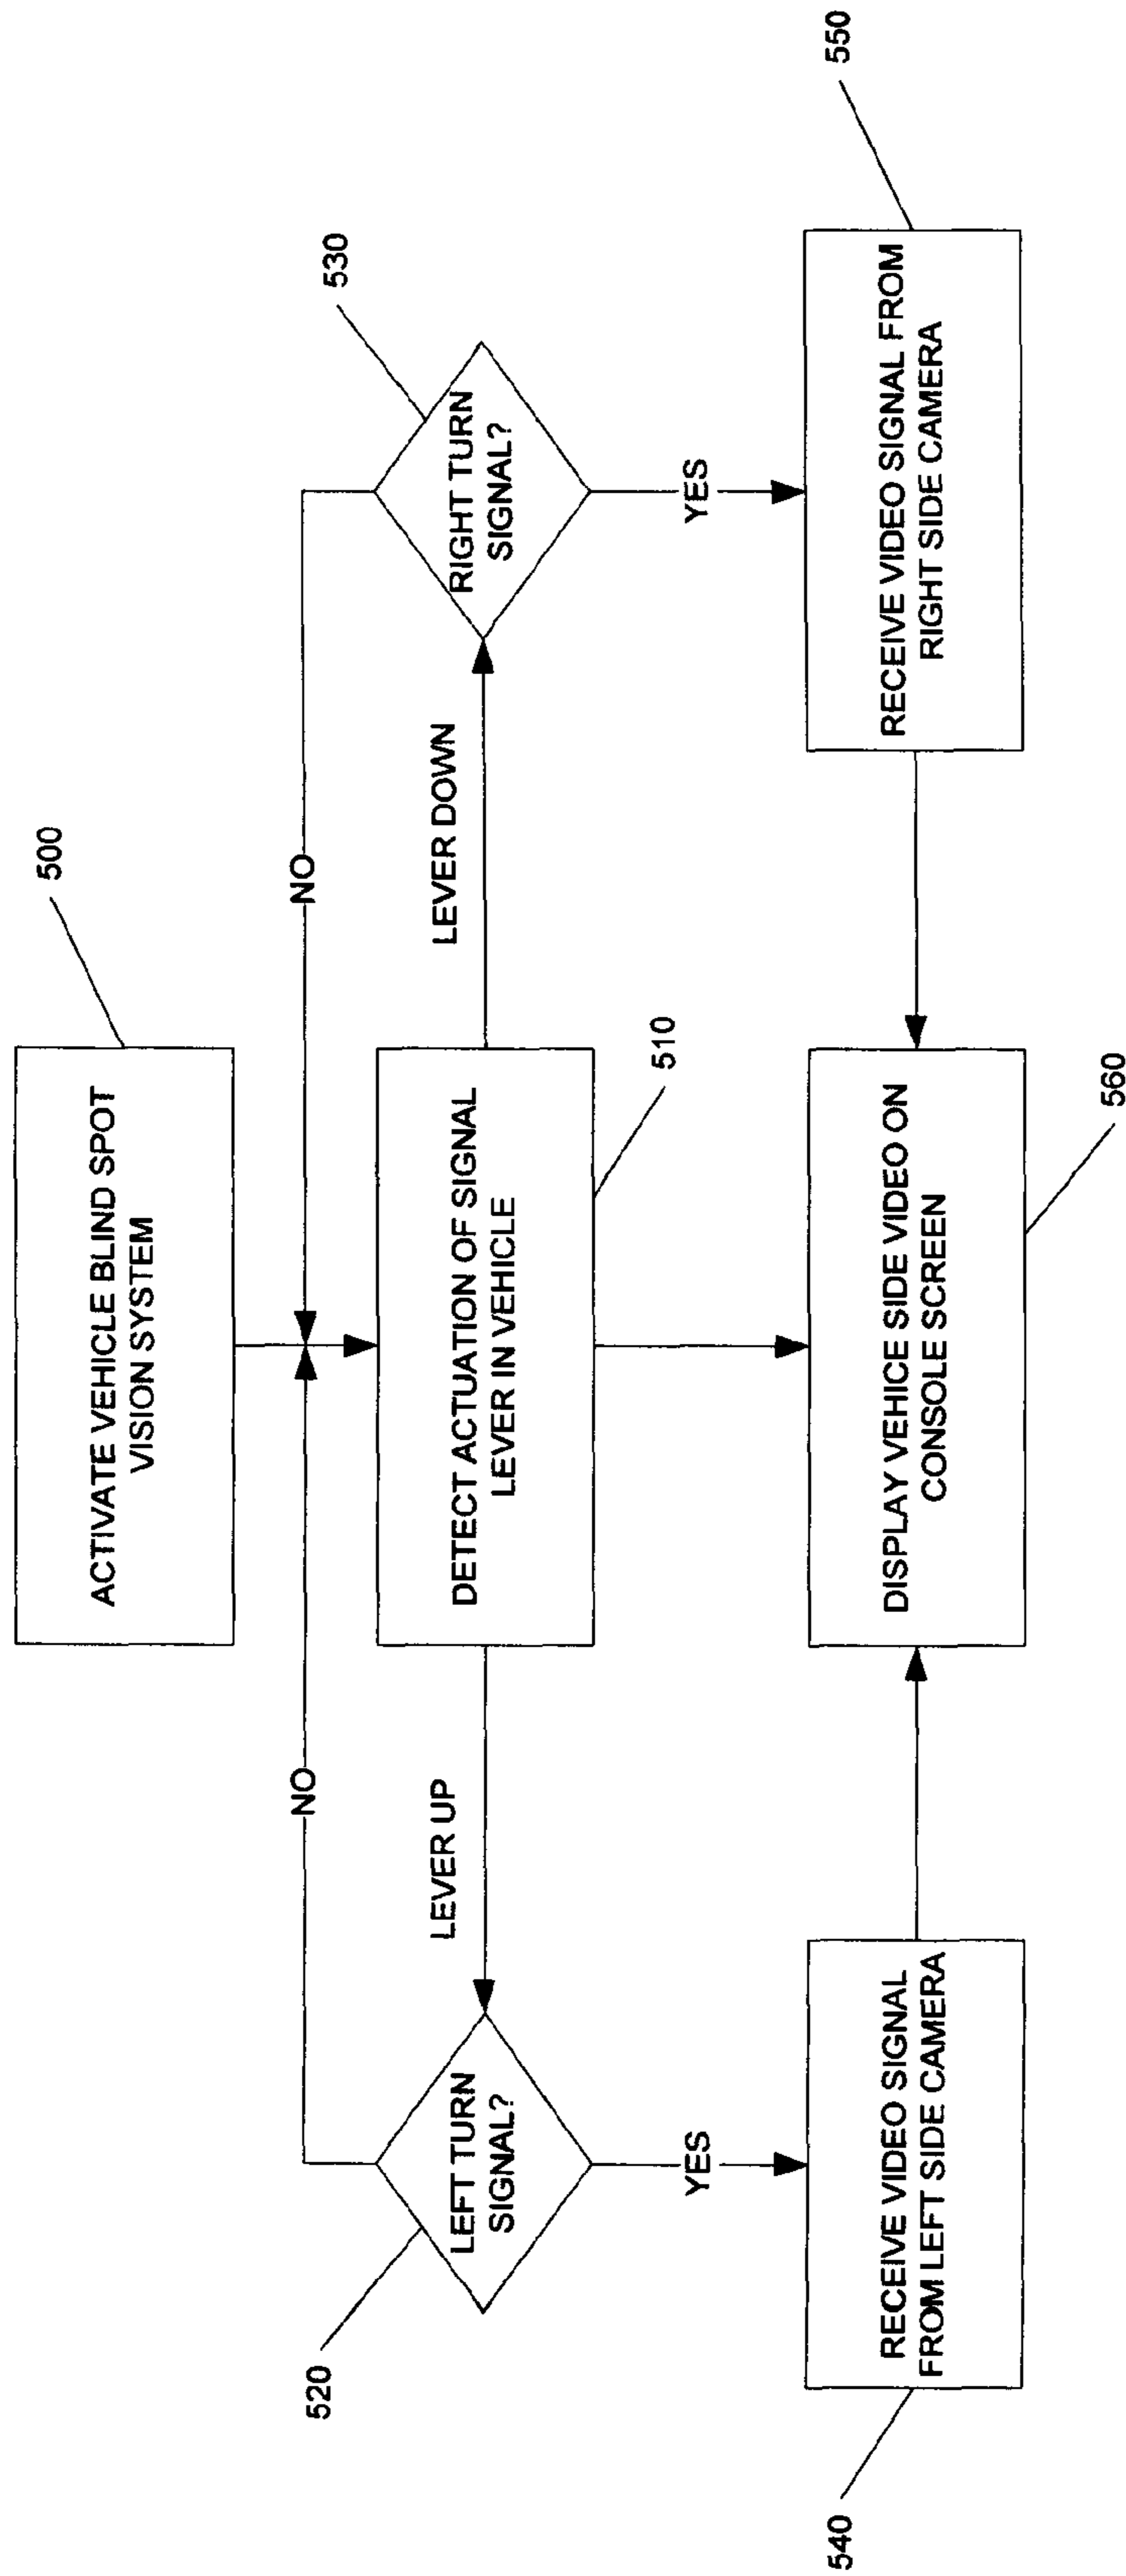 500
ACTIVATE VEHICLE BLIND SPOT
VISION SYSTEM
NO
NO
520
LEFT TURN
SIGNAL?
LEVER UP
DETECT ACTUATION OF SIGNAL
LEVER IN VEHICLE
510
LEVER DOWN
RIGHT TURN
SIGNAL?
530
YES
YES
540
RECEIVE VIDEO SIGNAL
FROM LEFT SIDE CAMERA
DISPLAY VEHICE SIDE VIDEO ON
CONSOLE SCREEN
560
RECEIVE VIDEO SIGNAL FROM
RIGHT SIDE CAMERA
550